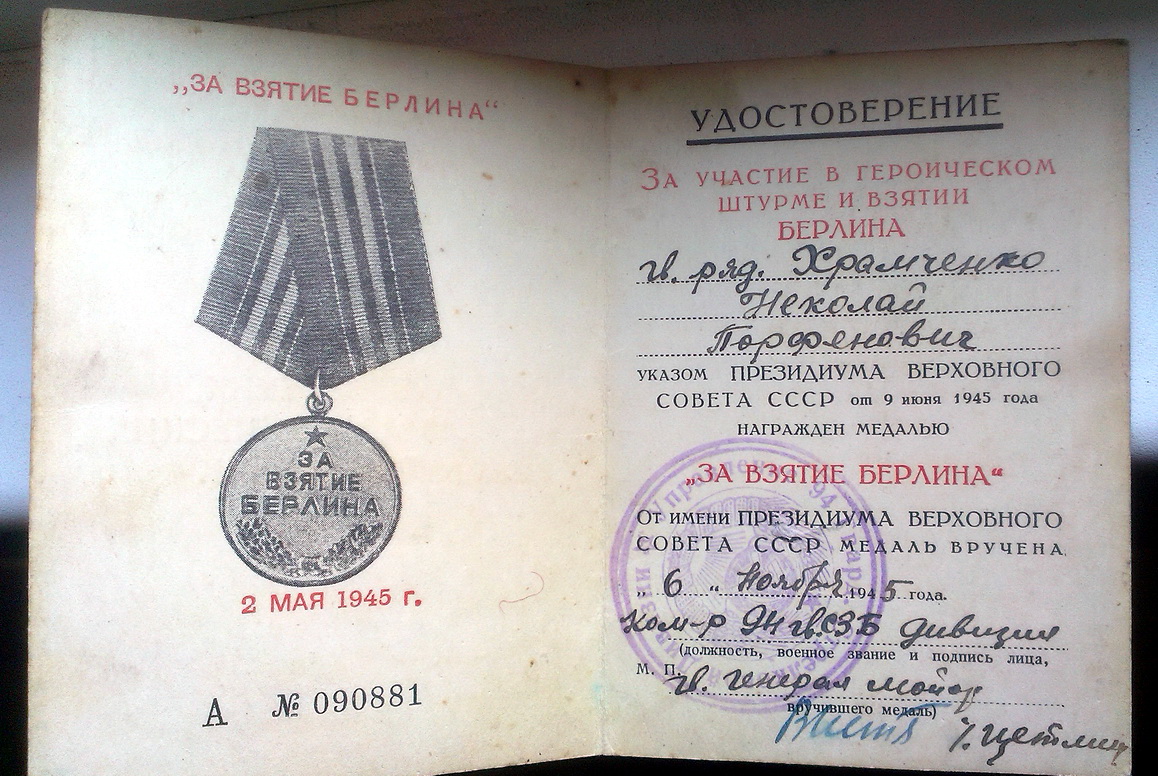 „ЗА ВЗЯТИЕ БЕРЛИНА“
ЗА
ВЗЯТИЕ
БЕРЛИНА
2 МАЯ 1945 г.
А № 090881
УДОСТОВЕРЕНИЕ
ЗА УЧАСТИЕ В ГЕРОИЧЕСКОМ
ШТУРМЕ И ВЗЯТИИ
БЕРЛИНА
гв. ряд. Храмченко
Николай
Порфенович
УКАЗОМ ПРЕЗИДИУМА ВЕРХОВНОГО
СОВЕТА СССР от 9 июня 1945 года
НАГРАЖДЕН МЕДАЛЬЮ
„ЗА ВЗЯТИЕ БЕРЛИНА“
ОТ ИМЕНИ ПРЕЗИДИУМА ВЕРХОВНОГО
СОВЕТА СССР МЕДАЛЬ ВРУЧЕНА
„ 6 „ Ноября 1945 года.
Ком-р 94 гв.СЗБ дивизия
(должность, военное звание и подпись лица,
М. П. гв. генерал майор
вручившего медаль)